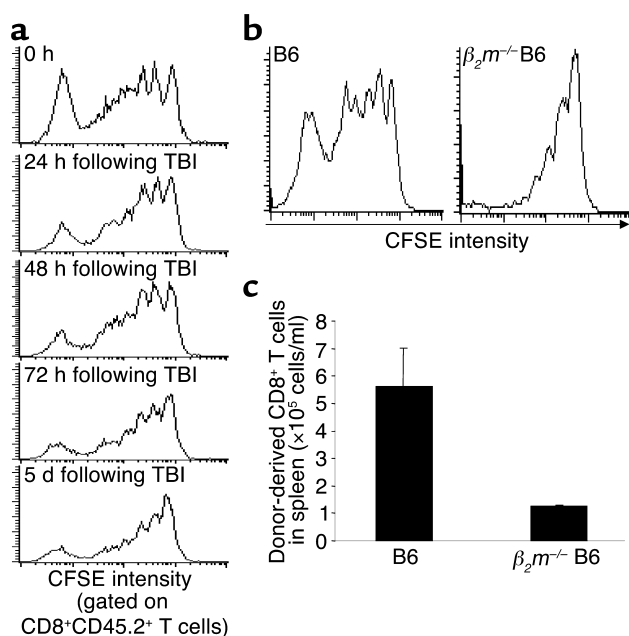 a
0 h
24 h following TBI
48 h following TBI
72 h following TBI
5 d following TBI
CFSE intensity
(gated on
CD8⁺CD45.2⁺ T cells)
b
B6
β₂m⁻/⁻ B6
CFSE intensity
c
Donor-derived CD8⁺ T cells
in spleen (×10⁵ cells/ml)
8
7
6
5
4
3
2
1
0
B6
β₂m⁻/⁻ B6